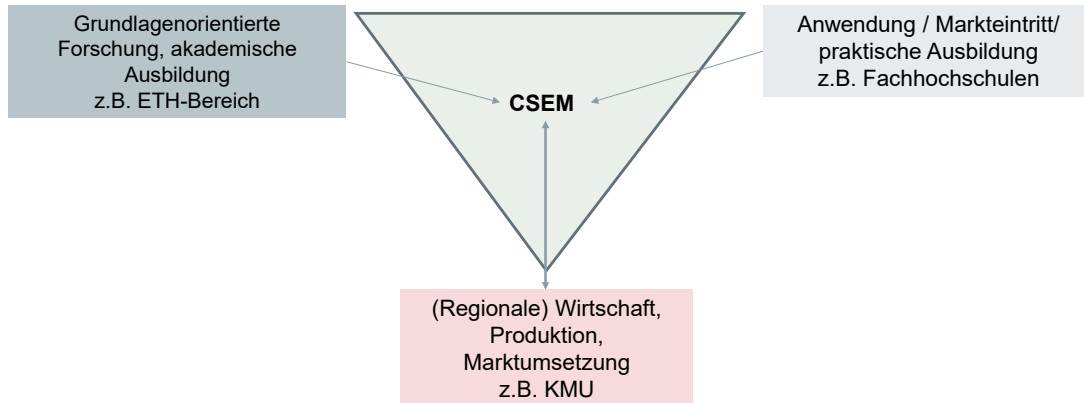 Grundlagenorientierte
Forschung, akademische
Ausbildung
z.B. ETH-Bereich
Anwendung / Markteintritt/
praktische Ausbildung
z.B. Fachhochschulen
CSEM
(Regionale) Wirtschaft,
Produktion,
Marktumsetzung
z.B. KMU